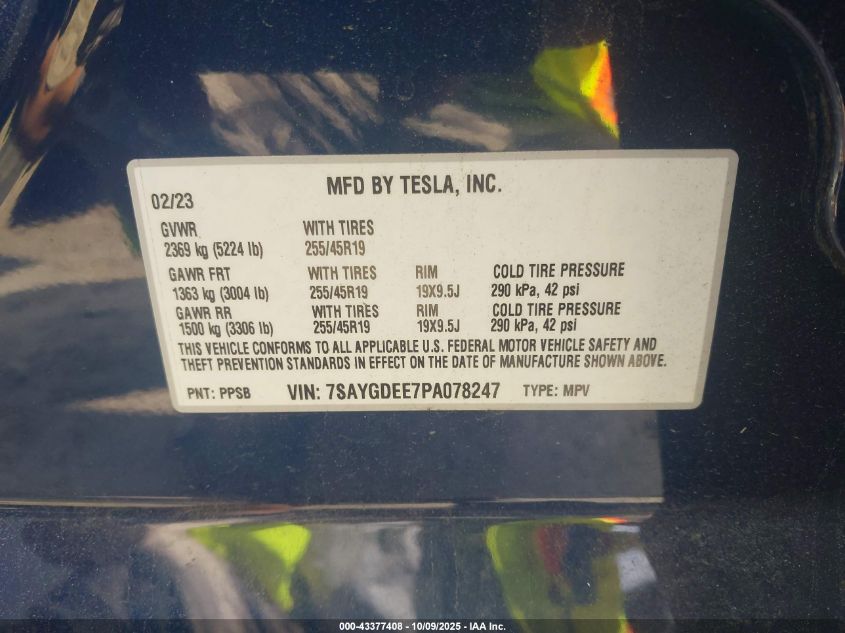 MFD BY TESLA, INC.
02/23
GVWR WITH TIRES
2369 kg (5224 lb) 255/45R19
GAWR FRT WITH TIRES RIM COLD TIRE PRESSURE
1363 kg (3004 lb) 255/45R19 19X9.5J 290 kPa, 42 psi
GAWR RR WITH TIRES RIM COLD TIRE PRESSURE
1500 kg (3306 lb) 255/45R19 19X9.5J 290 kPa, 42 psi
THIS VEHICLE CONFORMS TO ALL APPLICABLE U.S. FEDERAL MOTOR VEHICLE SAFETY AND
THEFT PREVENTION STANDARDS IN EFFECT ON THE DATE OF MANUFACTURE SHOWN ABOVE.
PNT: PPSB VIN: 7SAYGDEE7PA078247 TYPE: MPV
000-43377408 - 10/09/2025 - IAA Inc.